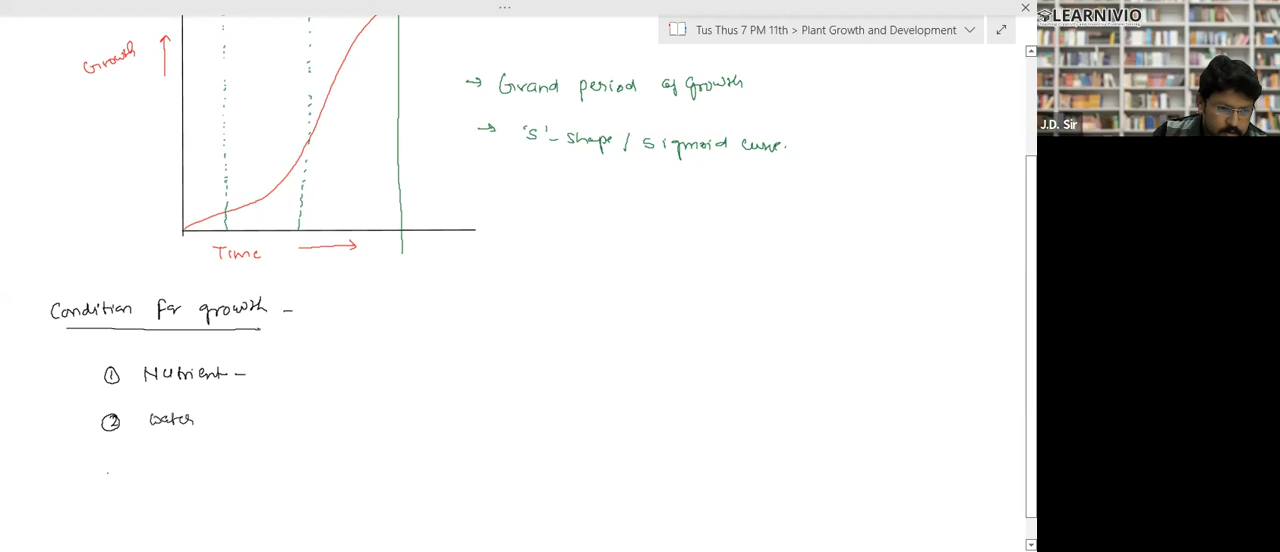 Tus Thus 7 PM 11th > Plant Growth and Development
LEARNIVIO
J.D. Sir
Growth
→ Grand period of growth
→ 'S' - shape / Sigmoid curve.
Time →
Condition for growth -
① Nutrient -
② water